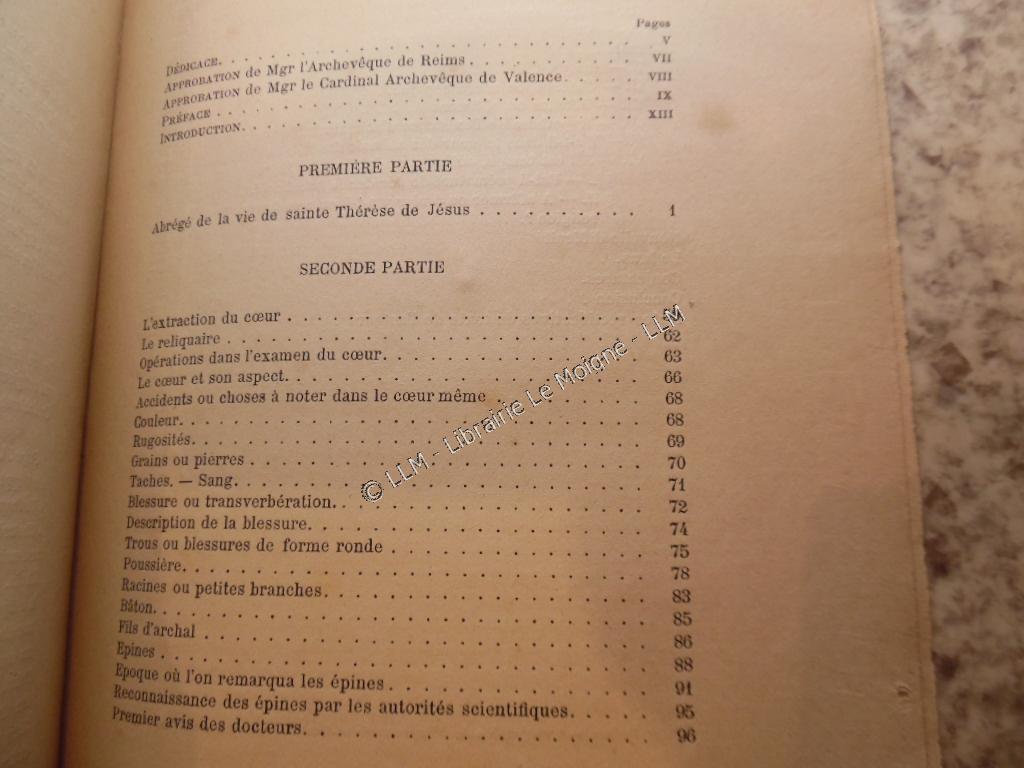 Pages
DÉDICACE. . . . . . . . . . . . . . . . . . . . . . V
APPROBATION de Mgr l'Archevêque de Reims . . . . . . . . . . . VII
APPROBATION de Mgr le Cardinal Archevêque de Valence. . . . . VIII
PRÉFACE . . . . . . . . . . . . . . . . . . . . . . IX
INTRODUCTION. . . . . . . . . . . . . . . . . . . . XIII
PREMIÈRE PARTIE
Abrégé de la vie de sainte Thérèse de Jésus . . . . . . . . . . 1
SECONDE PARTIE
L'extraction du cœur . . . . . . . . . . . . . . . . .
Le reliquaire . . . . . . . . . . . . . . . . . . . . 62
Opérations dans l'examen du cœur. . . . . . . . . . . . . 63
Le cœur et son aspect. . . . . . . . . . . . . . . . . 66
Accidents ou choses à noter dans le cœur même . . . . . . . 68
Couleur. . . . . . . . . . . . . . . . . . . . . . . 68
Rugosités. . . . . . . . . . . . . . . . . . . . . . 69
Grains ou pierres . . . . . . . . . . . . . . . . . . 70
Taches. — Sang. . . . . . . . . . . . . . . . . . . . 71
Blessure ou transverbération. . . . . . . . . . . . . . . 72
Description de la blessure. . . . . . . . . . . . . . . . 74
Trous ou blessures de forme ronde . . . . . . . . . . . . 75
Poussière. . . . . . . . . . . . . . . . . . . . . . 78
Racines ou petites branches. . . . . . . . . . . . . . . 83
Bâton. . . . . . . . . . . . . . . . . . . . . . . . 85
Fils d'archal . . . . . . . . . . . . . . . . . . . . 86
Epines . . . . . . . . . . . . . . . . . . . . . . . 88
Epoque où l'on remarqua les épines . . . . . . . . . . . . 91
Reconnaissance des épines par les autorités scientifiques. . . . . 95
Premier avis des docteurs. . . . . . . . . . . . . . . . 96
© LLM - Librairie Le Moigne - LLM